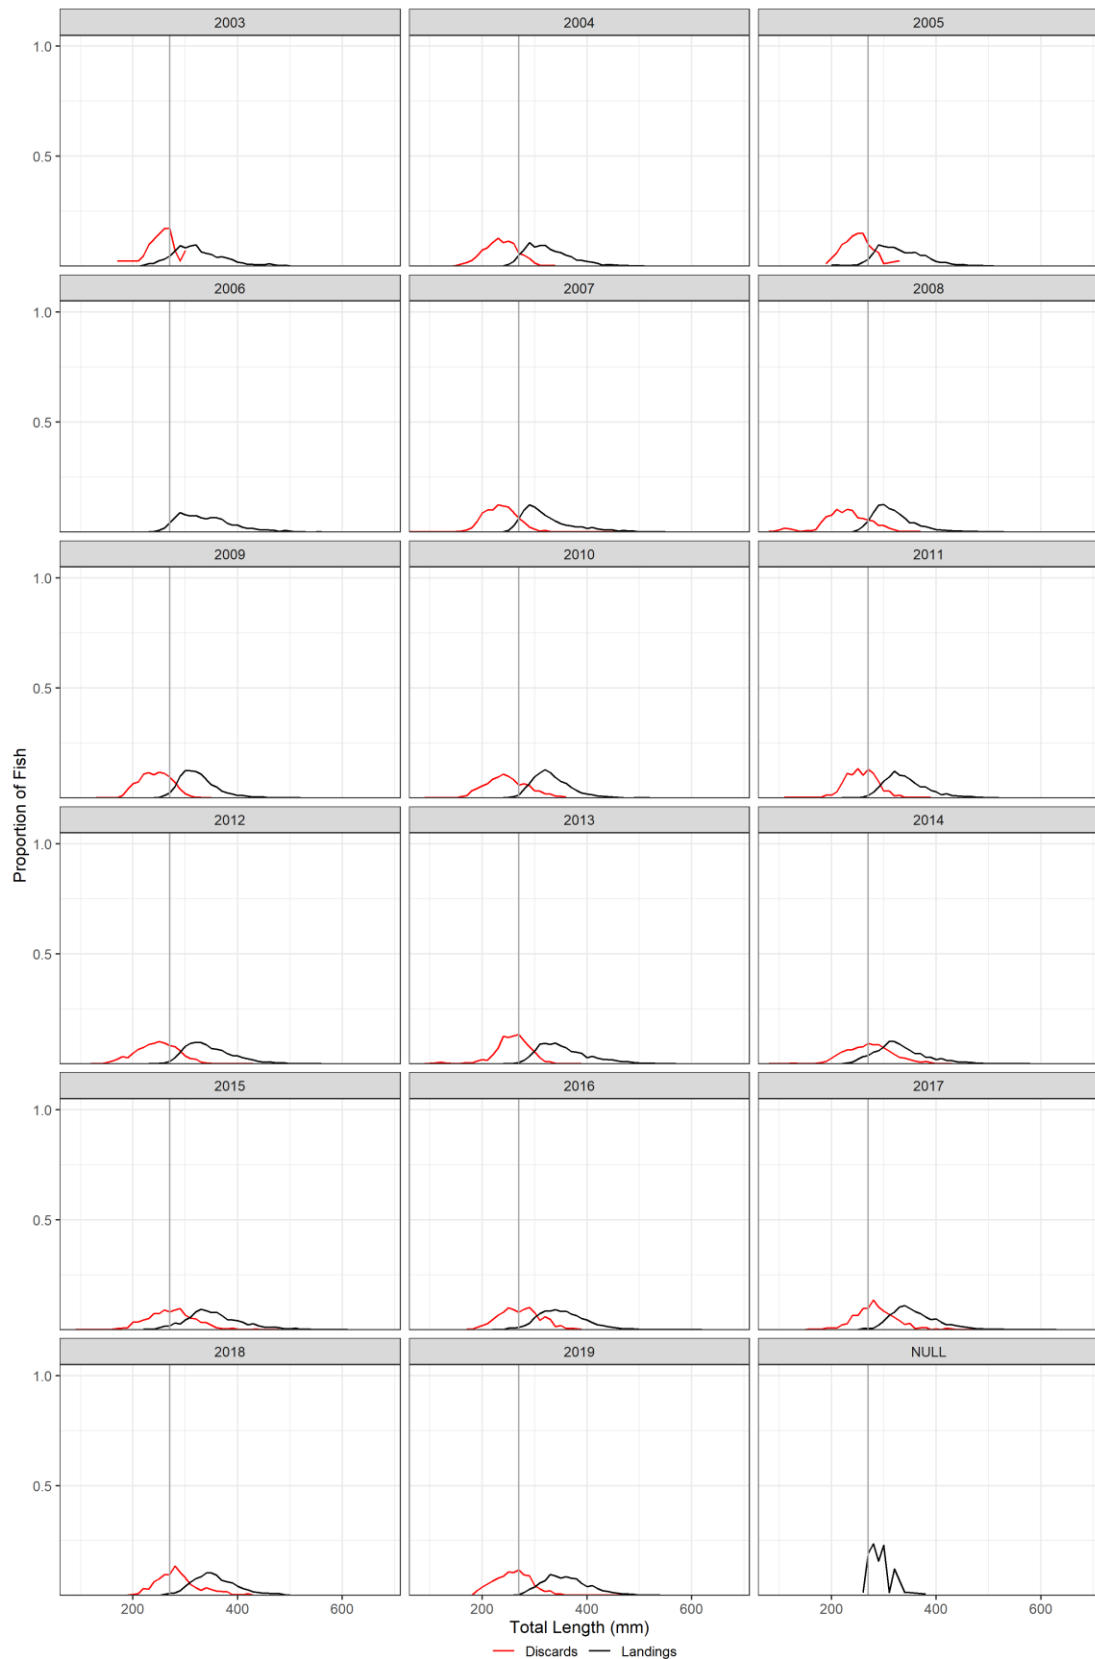 2003 2004 2005
1.0
0.5
2006 2007 2008
1.0
0.5
2009 2010 2011
1.0
0.5
Proportion of Fish
2012 2013 2014
1.0
0.5
2015 2016 2017
1.0
0.5
2018 2019 NULL
1.0
0.5
200 400 600 200 400 600 200 400 600
Total Length (mm)
Discards Landings